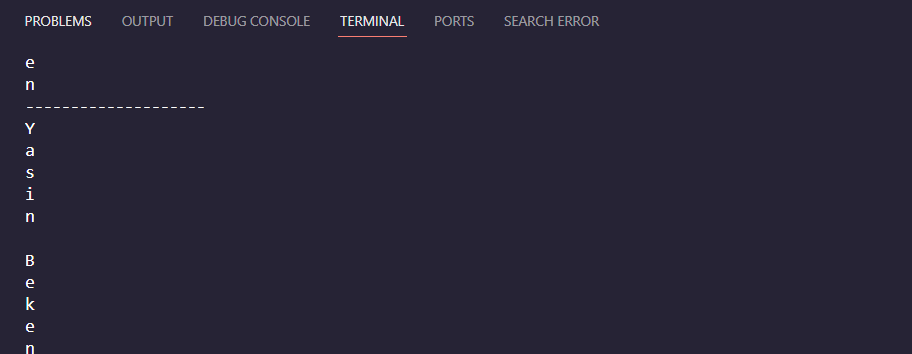 PROBLEMS OUTPUT DEBUG CONSOLE TERMINAL PORTS SEARCH ERROR
e
n
--------------------
Y
a
s
i
n

B
e
k
e
n